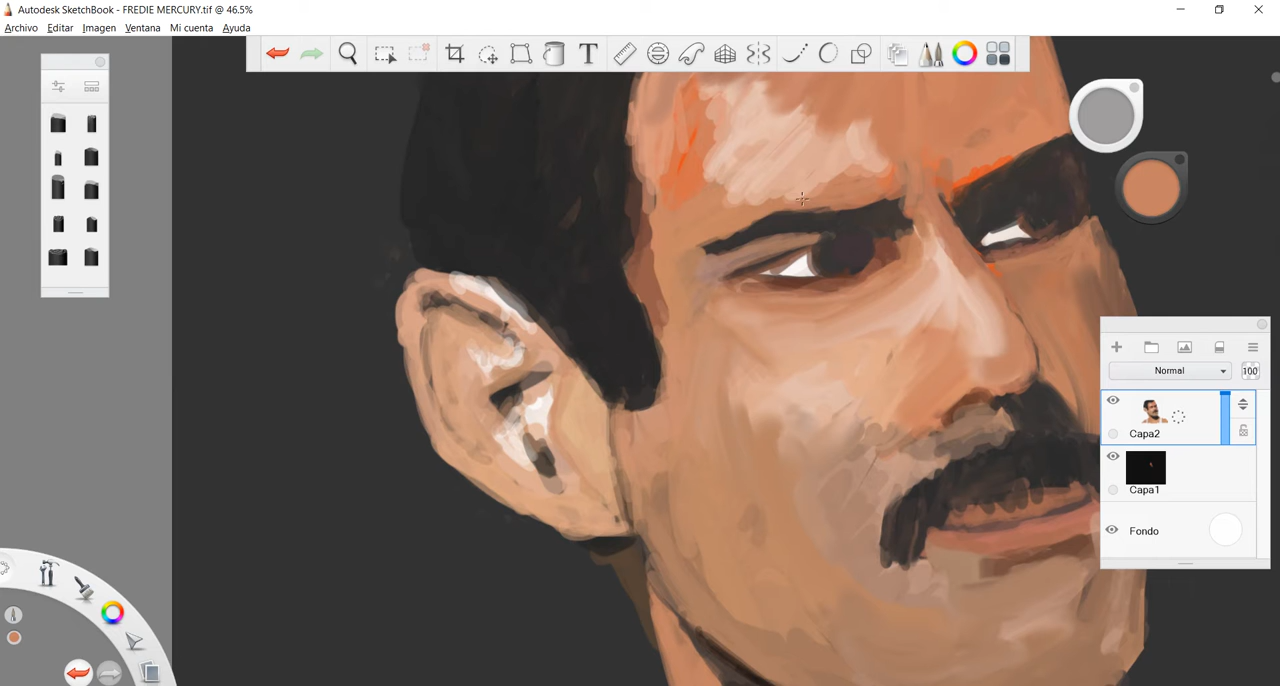 Autodesk SketchBook - FREDIE MERCURY.tif @ 46.5%
Archivo Editar Imagen Ventana Mi cuenta Ayuda
T
Normal 100
Capa2
Capa1
Fondo